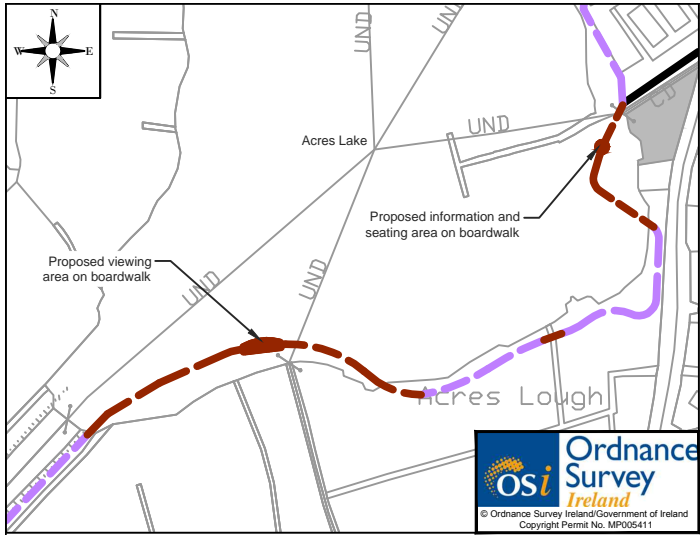 N
W E
S
UND
UND
CD
UND
Acres Lake
Proposed information and
seating area on boardwalk
Proposed viewing
area on boardwalk
UND
UND
Acres Lough
Ordnance
Survey
Ireland
osi
© Ordnance Survey Ireland/Government of Ireland
Copyright Permit No. MP005411